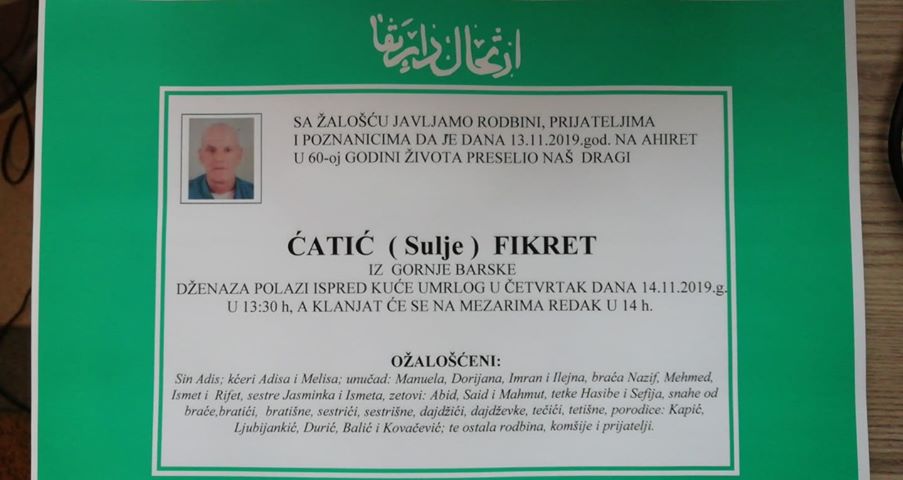 ارتحال دار بقا
SA ŽALOŠĆU JAVLJAMO RODBINI, PRIJATELJIMA
I POZNANICIMA DA JE DANA 13.11.2019.god. NA AHIRET
U 60-oj GODINI ŽIVOTA PRESELIO NAŠ DRAGI
ĆATIĆ ( Sulje ) FIKRET
IZ GORNJE BARSKE
DŽENAZA POLAZI ISPRED KUĆE UMRLOG U ČETVRTAK DANA 14.11.2019.g.
U 13:30 h, A KLANJAT ĆE SE NA MEZARIMA REDAK U 14 h.
OŽALOŠĆENI:
Sin Adis; kćeri Adisa i Melisa; unučad: Manuela, Dorijana, Imran i Ilejna, braća Nazif, Mehmed,
Ismet i Rifet, sestre Jasminka i Ismeta, zetovi: Abid, Said i Mahmut, tetke Hasibe i Sefija, snahe od
braće,bratići, bratišne, sestrići, sestrišne, dajdžići, dajdževke, tečići, tetišne, porodice: Kapić,
Ljubijankić, Durić, Balić i Kovačević; te ostala rodbina, komšije i prijatelji.